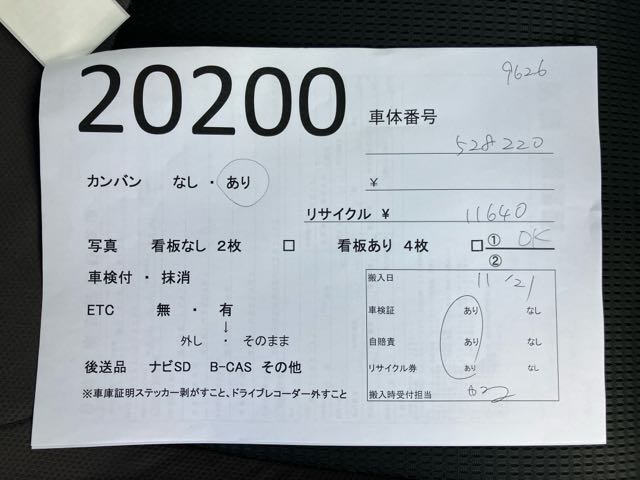 9626
20200
車体番号
528220
カンバン なし ・ あり
¥
リサイクル ¥ 11640
写真 看板なし 2枚 □ 看板あり 4枚 □ ① OK
②
車検付 ・ 抹消
搬入日 11/21
ETC 無 ・ 有
車検証 あり なし
↓
外し ・ そのまま
自賠責 あり なし
後送品 ナビSD B-CAS その他
リサイクル券 あり なし
※車庫証明ステッカー剥がすこと、ドライブレコーダー外すこと
搬入時受付担当